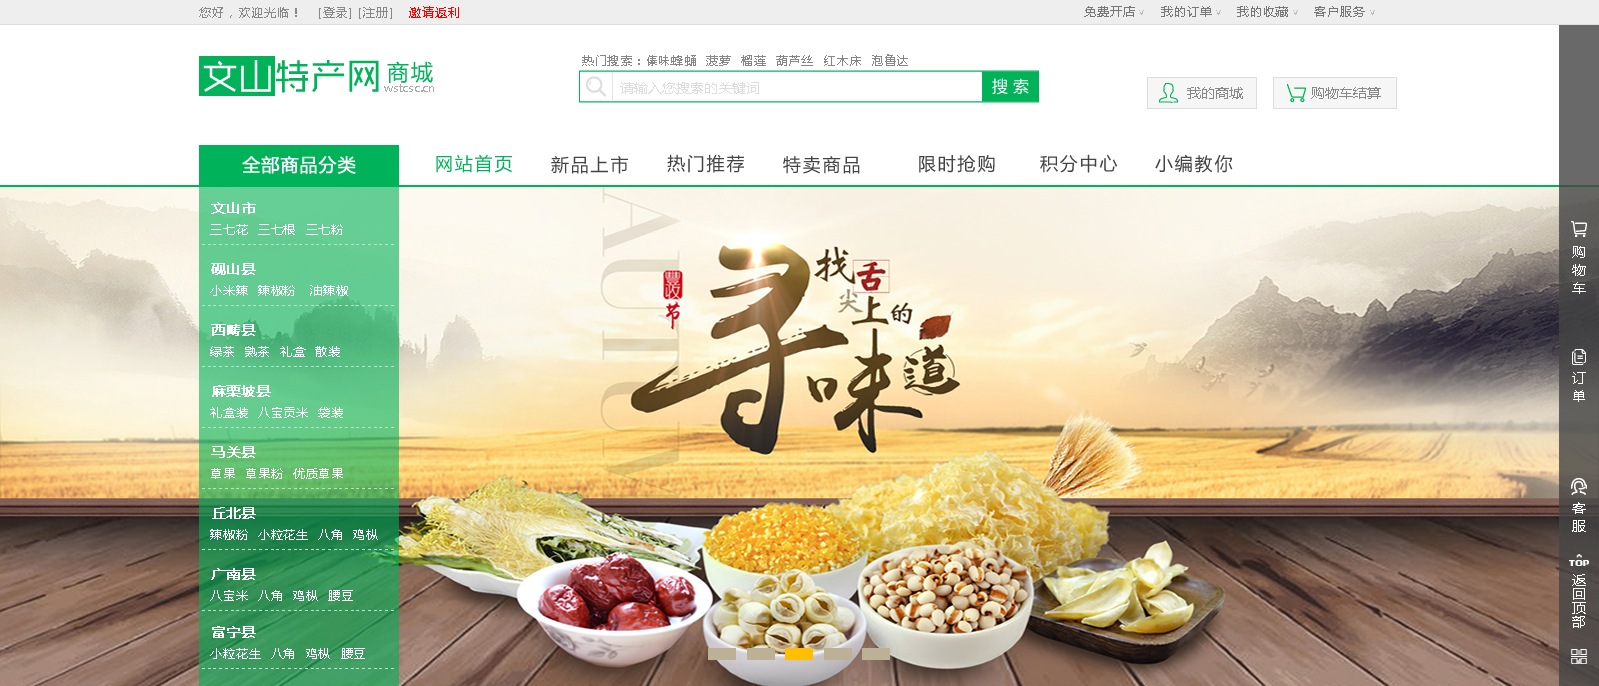 您好，欢迎光临！ [登录] [注册] 邀请返利
免费开店 我的订单 我的收藏 客户服务
文山特产网 商城
wstcsc.cn
热门搜索：傣味蜂蛹 菠萝 榴莲 葫芦丝 红木床 泡鲁达
请输入您搜索的关键词
搜 索
我的商城
购物车结算
全部商品分类 网站首页 新品上市 热门推荐 特卖商品 限时抢购 积分中心 小编教你
文山市
三七花 三七根 三七粉
砚山县
小米辣 辣椒粉 油辣椒
西畴县
绿茶 熟茶 礼盒 散装
麻栗坡县
礼盒装 八宝贡米 袋装
马关县
草果 草果粉 优质草果
丘北县
辣椒粉 小粒花生 八角 鸡枞
广南县
八宝米 八角 鸡枞 腰豆
富宁县
小粒花生 八角 鸡枞 腰豆
豐收节
寻味道
找舌尖上的
购物车
订单
客服
TOP
返回顶部